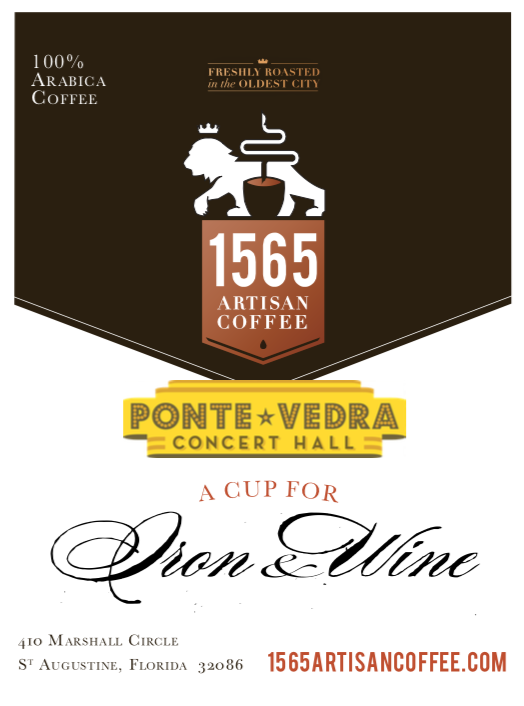 100%
Arabica
Coffee
FRESHLY ROASTED
in the OLDEST CITY
1565
ARTISAN
COFFEE
PONTE★VEDRA
CONCERT HALL
A CUP FOR
Iron & Wine
410 Marshall Circle
St Augustine, Florida 32086
1565ARTISANCOFFEE.COM